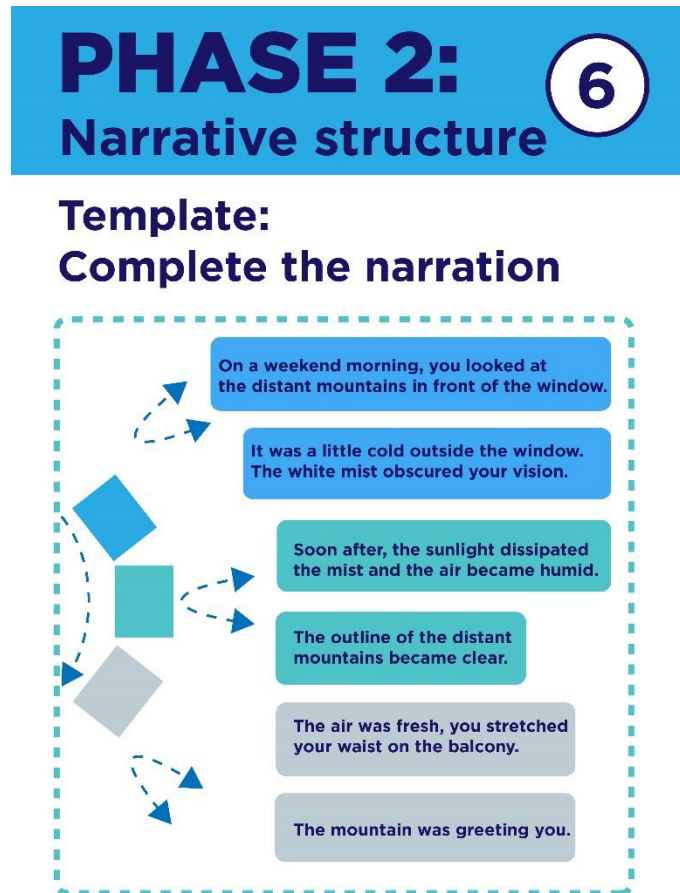 PHASE 2:
6
Narrative structure
Template:
Complete the narration
On a weekend morning, you looked at
the distant mountains in front of the window.
It was a little cold outside the window.
The white mist obscured your vision.
Soon after, the sunlight dissipated
the mist and the air became humid.
The outline of the distant
mountains became clear.
The air was fresh, you stretched
your waist on the balcony.
The mountain was greeting you.